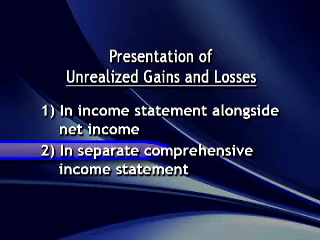 Presentation of
Unrealized Gains and Losses
1) In income statement alongside
net income
2) In separate comprehensive
income statement